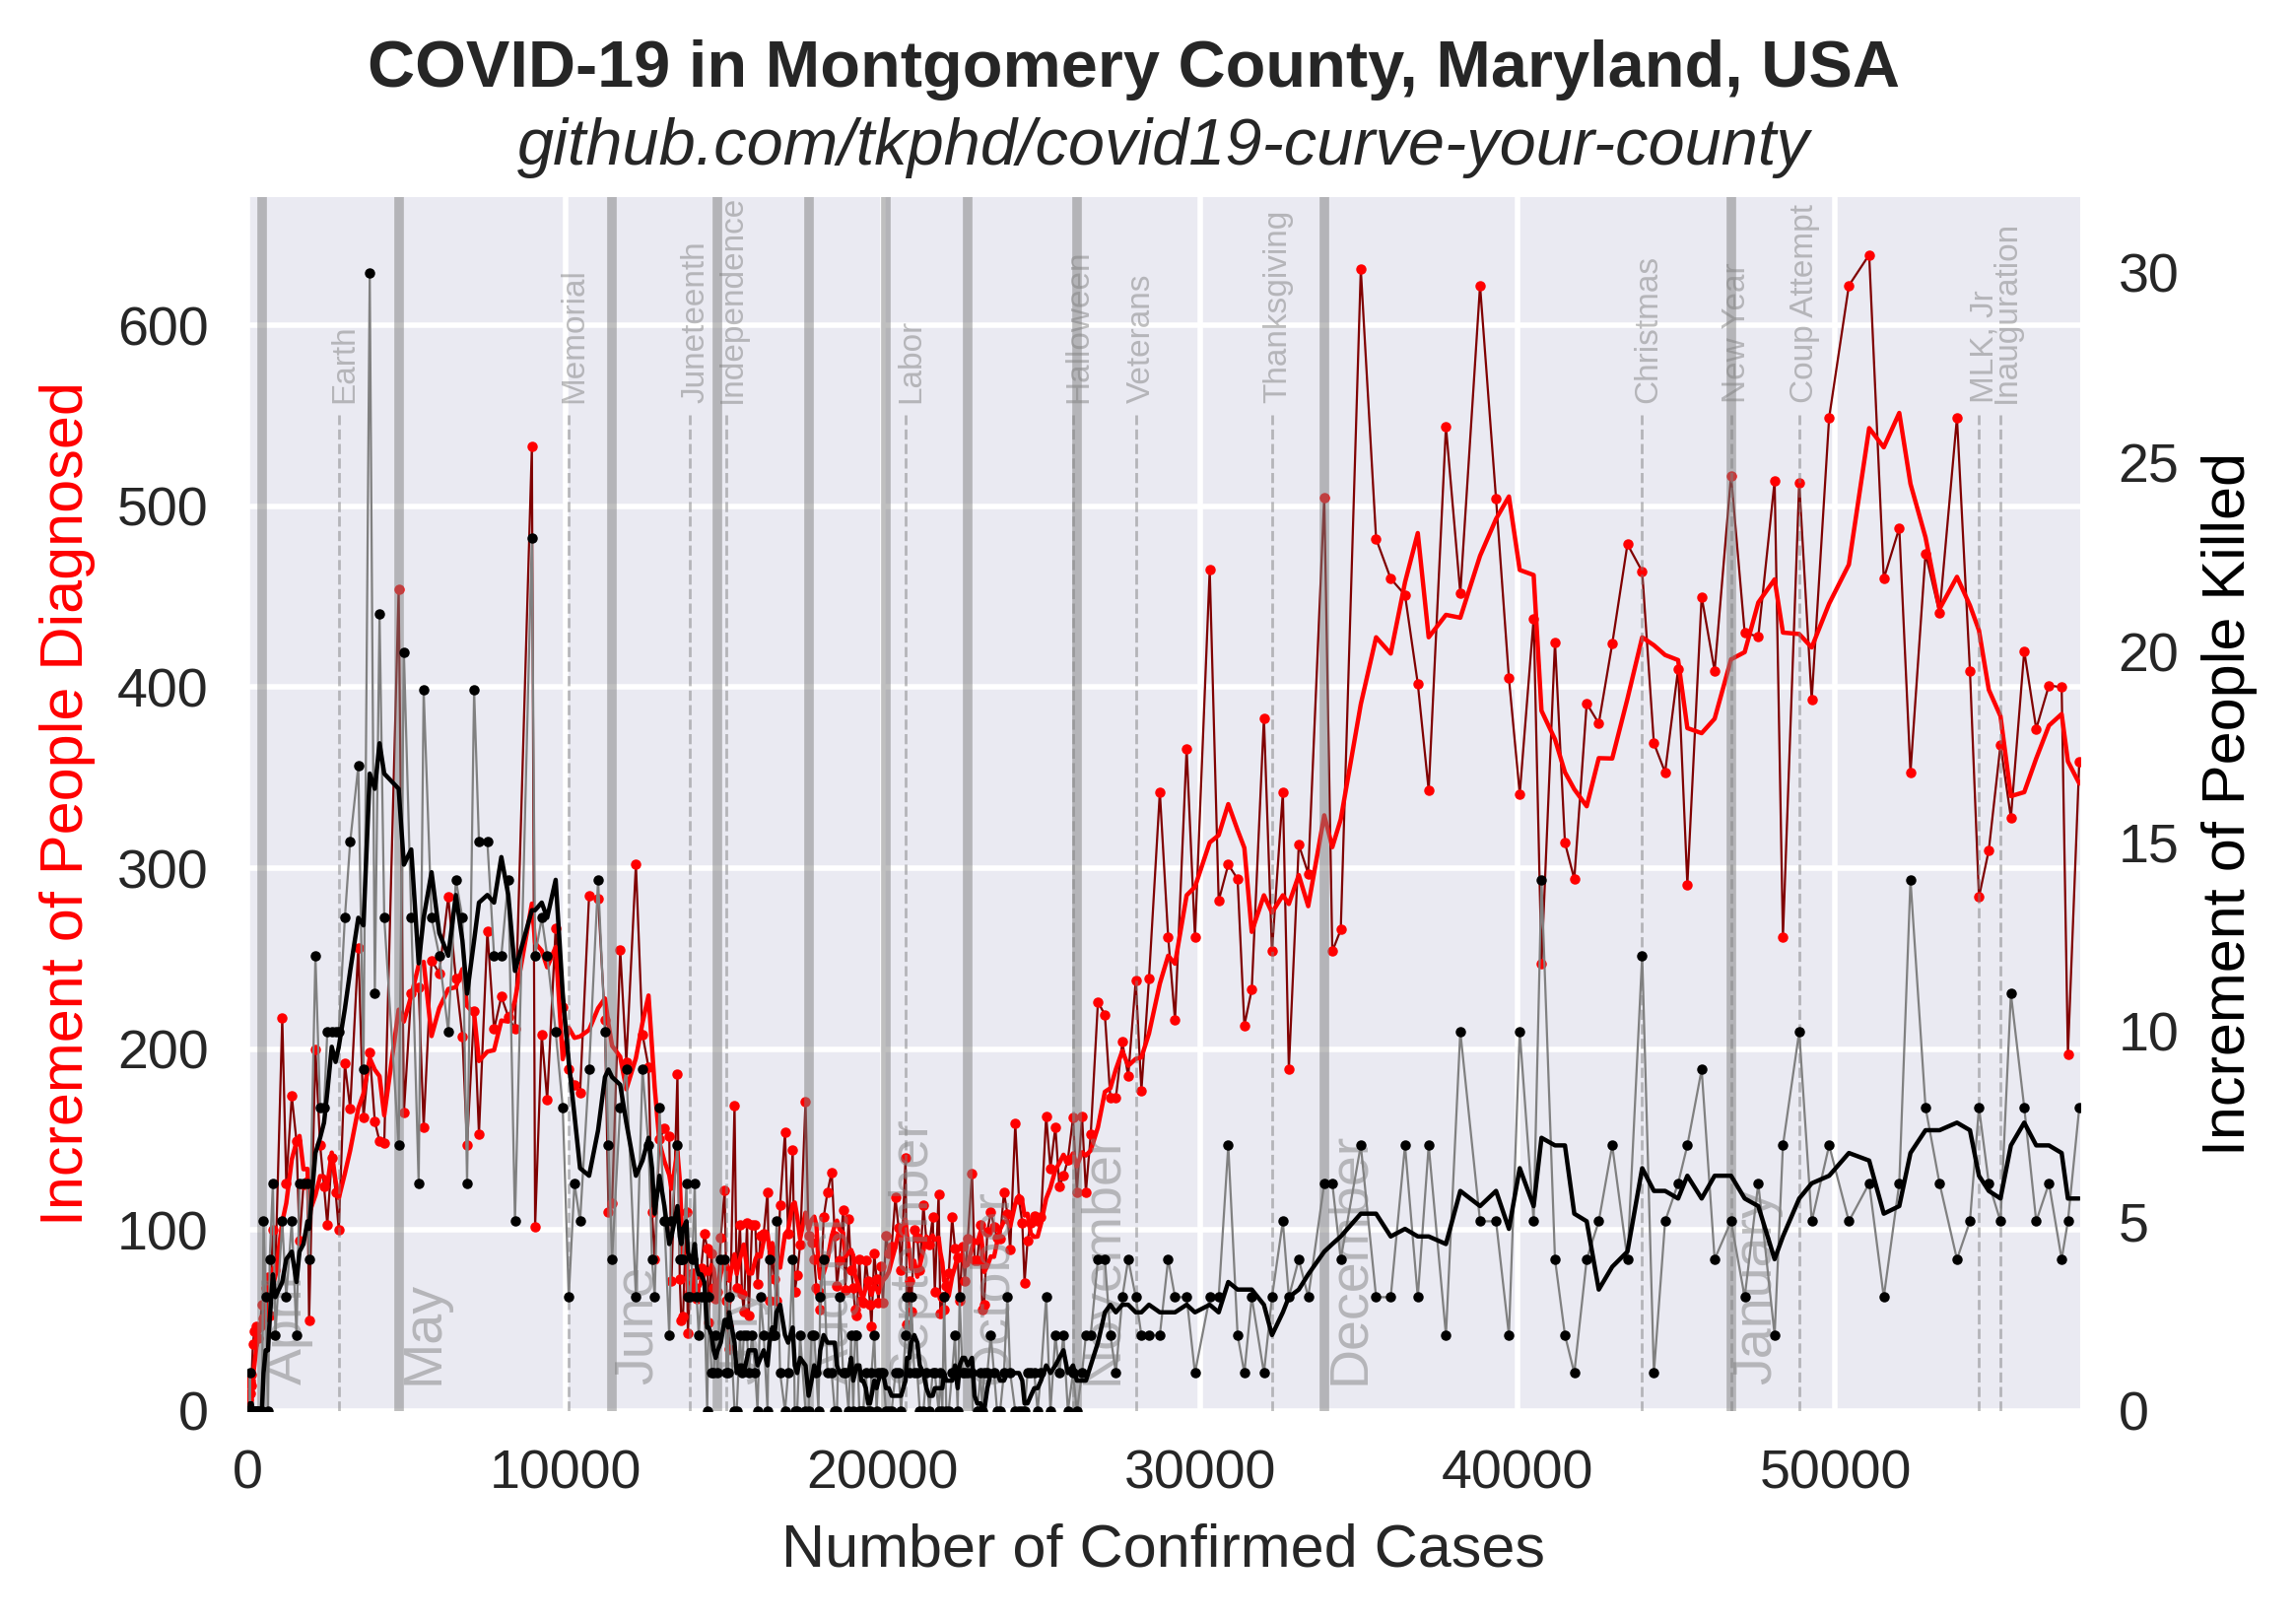 COVID-19 in Montgomery County, Maryland, USA
github.com/tkphd/covid19-curve-your-county
Increment of People Diagnosed
600
500
400
300
200
100
0
Earth
Memorial
Juneteenth
Independence
Labor
Halloween
Veterans
Thanksgiving
Christmas
New Year
Coup Attempt
MLK, Jr
Inauguration
April
May
June
September
October
November
December
January
30
25
20
15
10
5
0
Increment of People Killed
0
10000
20000
30000
40000
50000
Number of Confirmed Cases